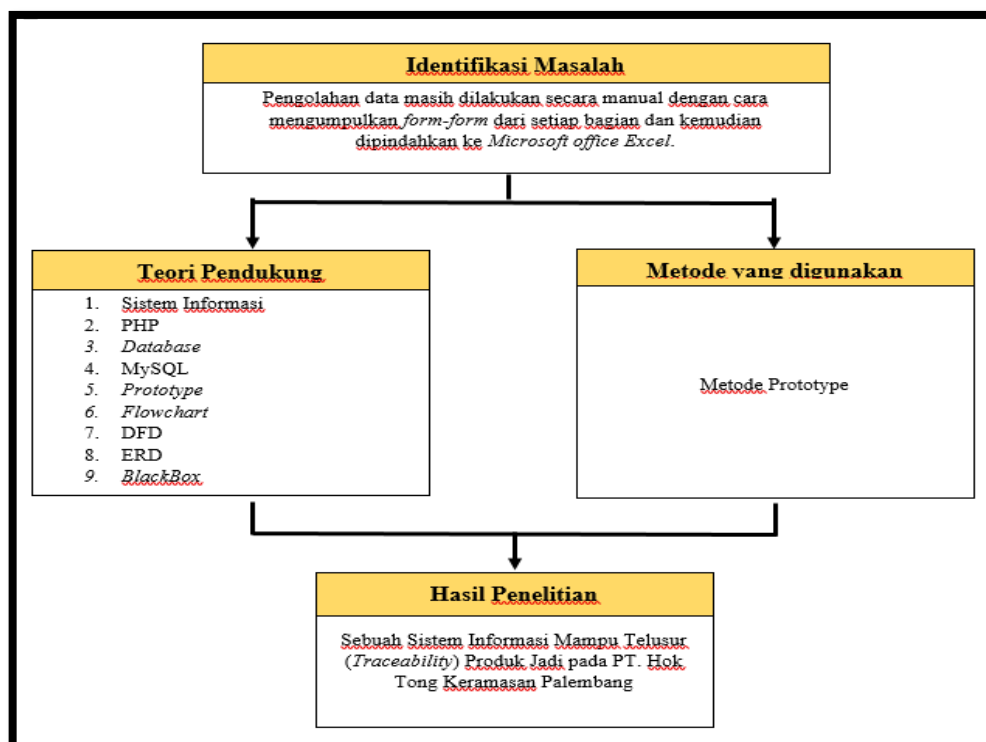 Identifikasi Masalah
Pengolahan data masih dilakukan secara manual dengan cara
mengumpulkan form-form dari setiap bagian dan kemudian
dipindahkan ke Microsoft office Excel.
Teori Pendukung
1. Sistem Informasi
2. PHP
3. Database
4. MySQL
5. Prototype
6. Flowchart
7. DFD
8. ERD
9. BlackBox
Metode yang digunakan
Metode Prototype
Hasil Penelitian
Sebuah Sistem Informasi Mampu Telusur
(Traceability) Produk Jadi pada PT. Hok
Tong Keramasan Palembang